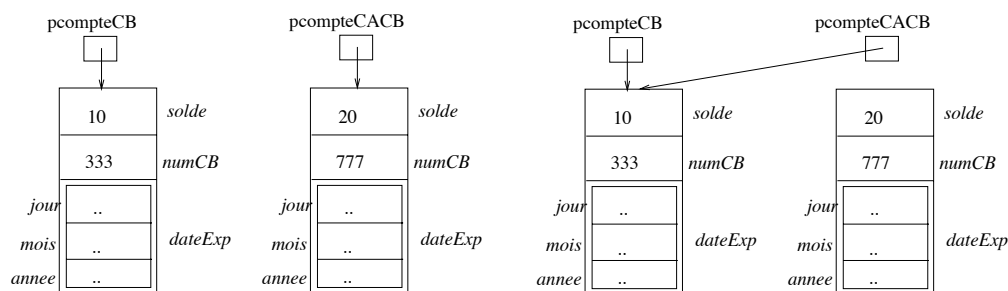 pcompteCB pcompteCACB pcompteCB pcompteCACB
10 solde 20 solde 10 solde 20 solde
333 numCB 777 numCB 333 numCB 777 numCB
jour .. jour .. jour .. jour ..
mois .. dateExp mois .. dateExp mois .. dateExp mois .. dateExp
annee .. annee .. annee .. annee ..